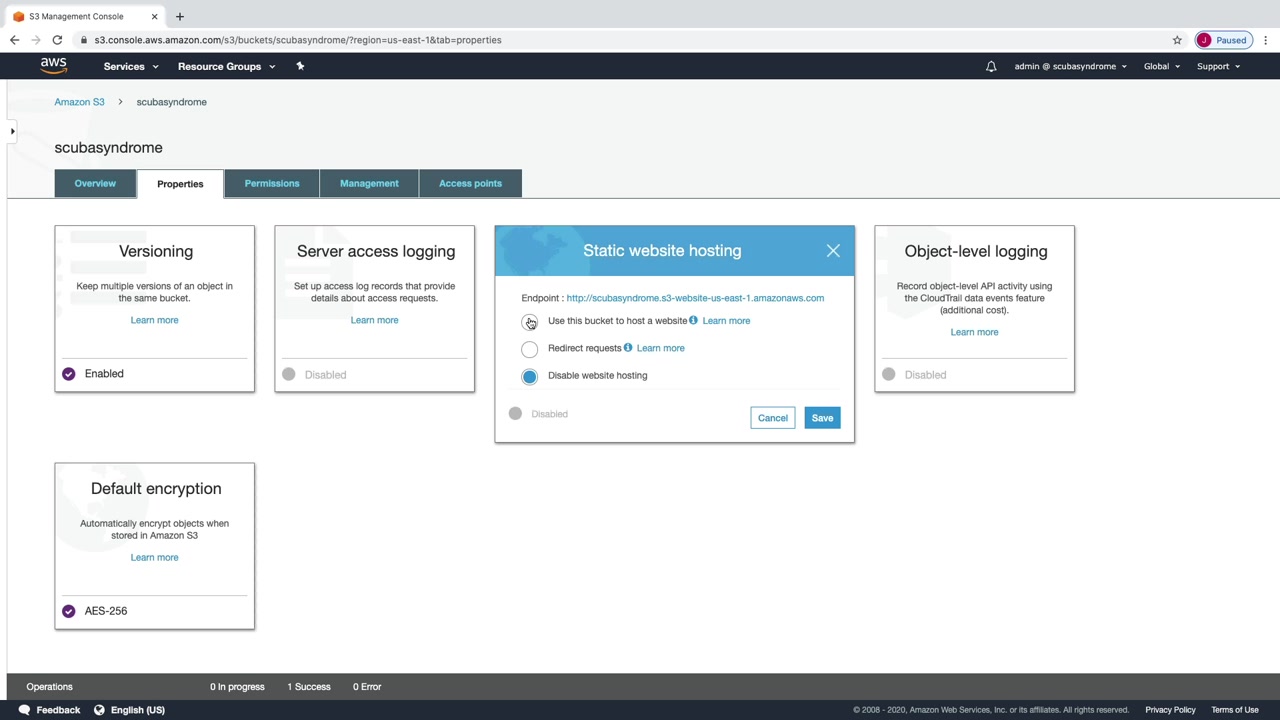 S3 Management Console
s3.console.aws.amazon.com/s3/buckets/scubasyndrome/?region=us-east-1&tab=properties
J Paused
aws Services Resource Groups admin @ scubasyndrome Global Support
Amazon S3 > scubasyndrome
scubasyndrome
Overview Properties Permissions Management Access points
Versioning
Keep multiple versions of an object in
the same bucket.
Learn more
Enabled
Server access logging
Set up access log records that provide
details about access requests.
Learn more
Disabled
Static website hosting
Endpoint : http://scubasyndrome.s3-website-us-east-1.amazonaws.com
Use this bucket to host a website Learn more
Redirect requests Learn more
Disable website hosting
Disabled
Cancel Save
Object-level logging
Record object-level API activity using
the CloudTrail data events feature
(additional cost).
Learn more
Disabled
Default encryption
Automatically encrypt objects when
stored in Amazon S3
Learn more
AES-256
Operations 0 In progress 1 Success 0 Error
Feedback English (US) © 2008 - 2020, Amazon Web Services, Inc. or its affiliates. All rights reserved. Privacy Policy Terms of Use